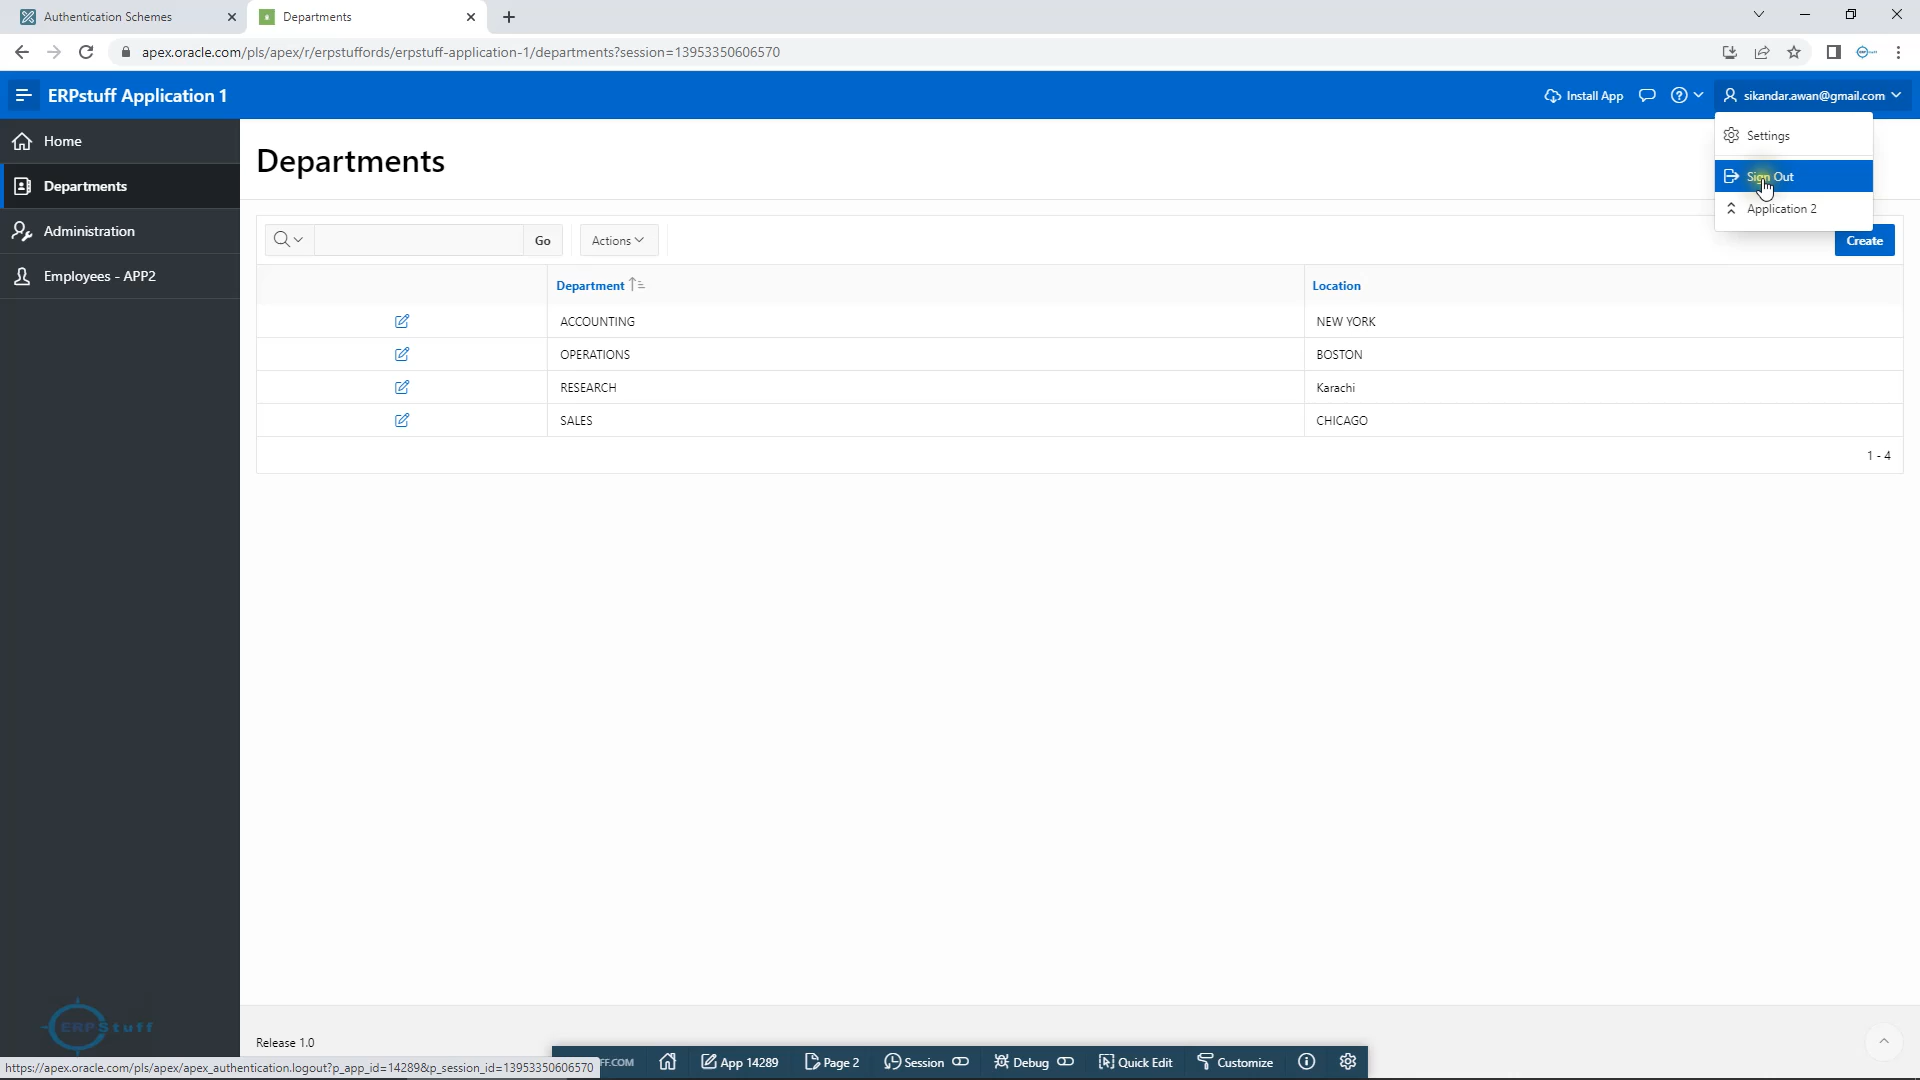 Authentication Schemes
Departments
apex.oracle.com/pls/apex/r/erpstuffords/erpstuff-application-1/departments?session=13953350606570
ERPstuff Application 1
Install App
sikandar.awan@gmail.com
Home
Departments
Administration
Employees - APP2
Departments
Settings
Sign Out
Application 2
Go
Actions
Create
Department
Location
ACCOUNTING
NEW YORK
OPERATIONS
BOSTON
RESEARCH
Karachi
SALES
CHICAGO
1 - 4
ERPStuff
Release 1.0
FF.COM
App 14289
Page 2
Session
Debug
Quick Edit
Customize
https://apex.oracle.com/pls/apex/apex_authentication.logout?p_app_id=14289&p_session_id=13953350606570